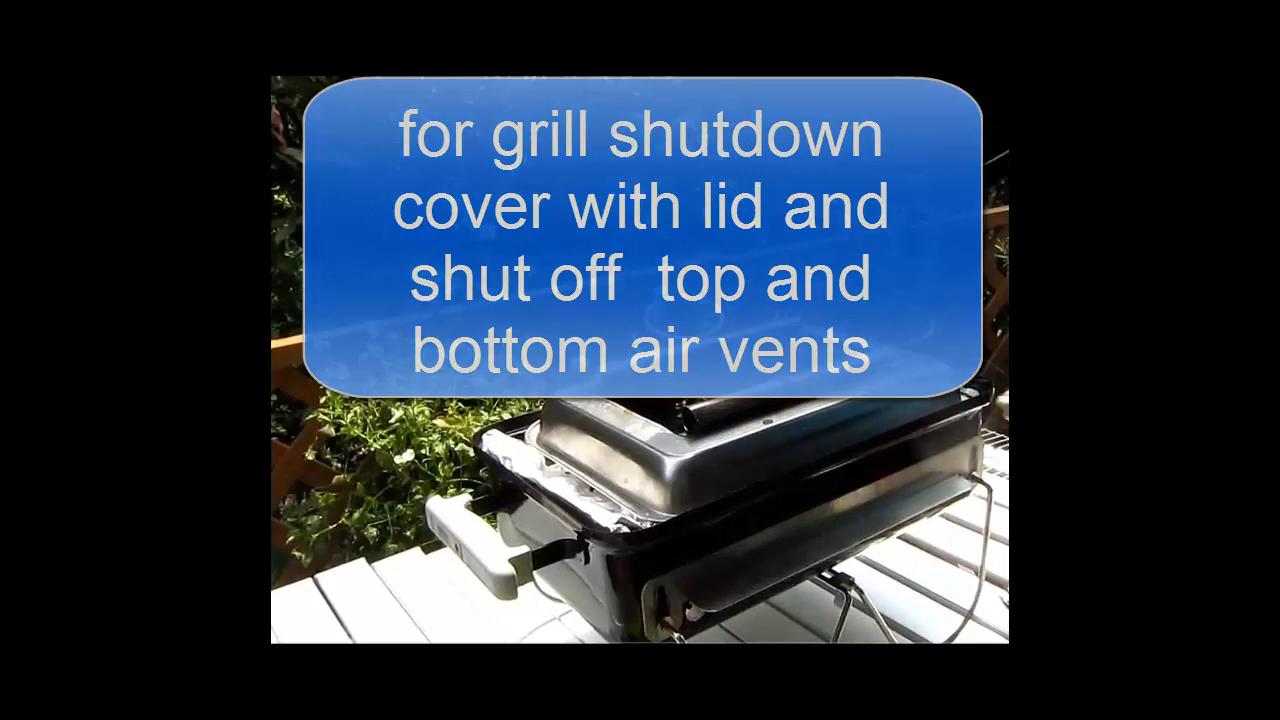 for grill shutdown
cover with lid and
shut off  top and
bottom air vents